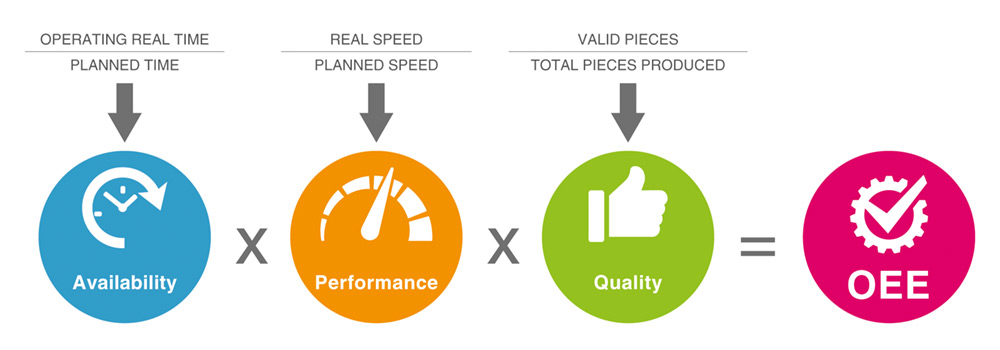 OPERATING REAL TIME
PLANNED TIME
REAL SPEED
PLANNED SPEED
VALID PIECES
TOTAL PIECES PRODUCED
Availability X Performance X Quality = OEE